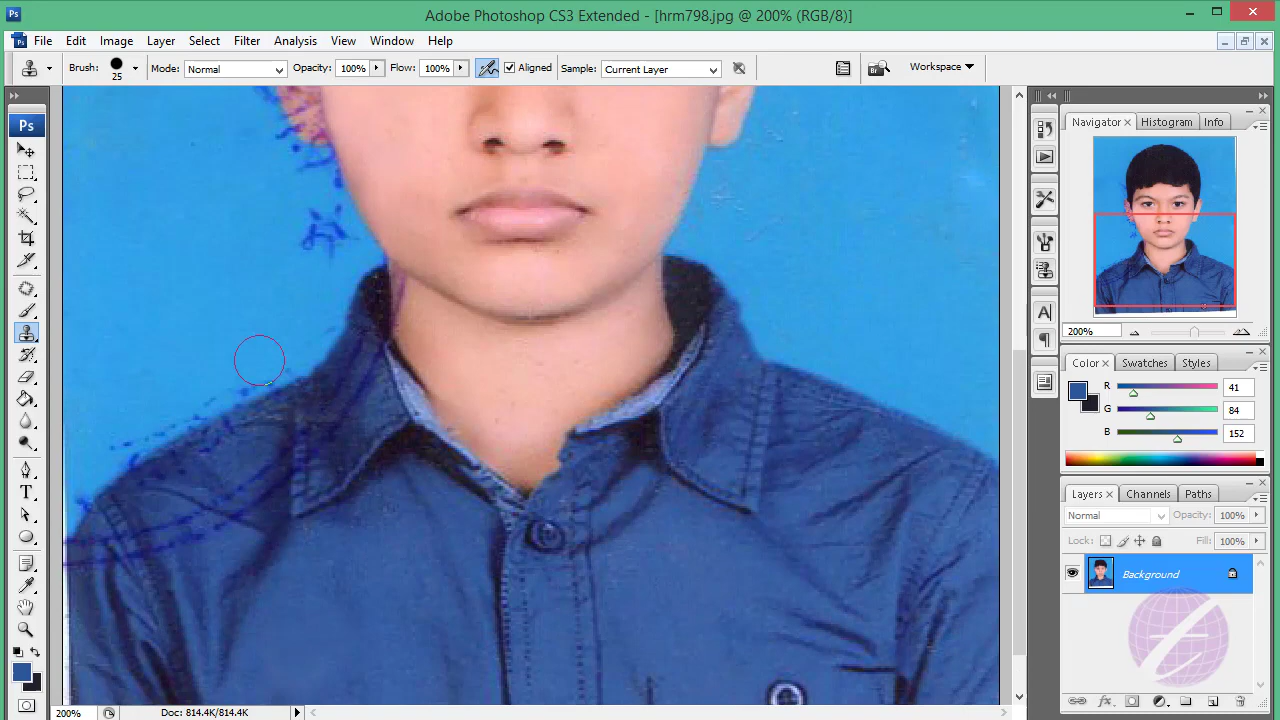 Ps Adobe Photoshop CS3 Extended - [hrm798.jpg @ 200% (RGB/8)]
Ps File Edit Image Layer Select Filter Analysis View Window Help
Brush: 25 Mode: Normal Opacity: 100% Flow: 100% Aligned Sample: Current Layer Workspace
Ps
Navigator Histogram Info
200%
Color Swatches Styles
R 41
G 84
B 152
Layers Channels Paths
Normal Opacity: 100%
Lock: Fill: 100%
Background
200% Doc: 814.4K/814.4K